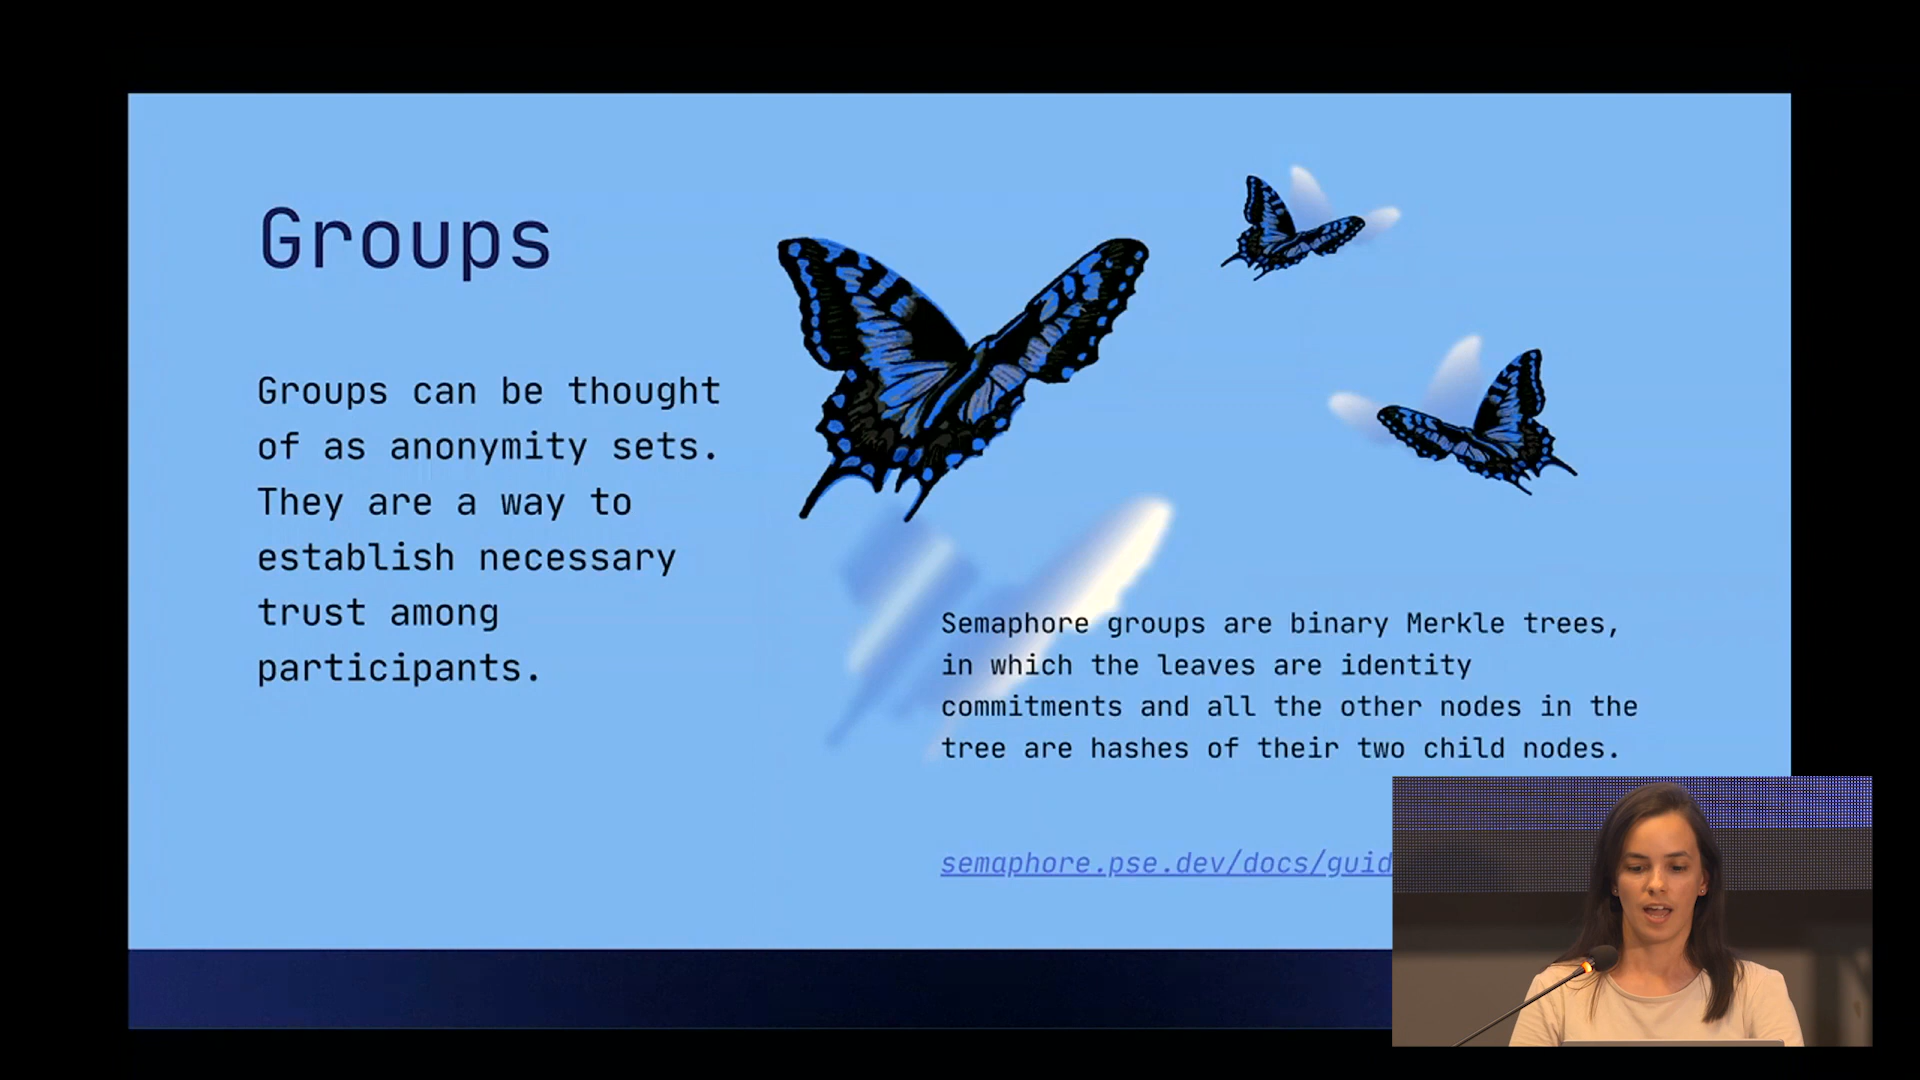 Groups
Groups can be thought
of as anonymity sets.
They are a way to
establish necessary
trust among
participants.
Semaphore groups are binary Merkle trees,
in which the leaves are identity
commitments and all the other nodes in the
tree are hashes of their two child nodes.
semaphore.pse.dev/docs/guid